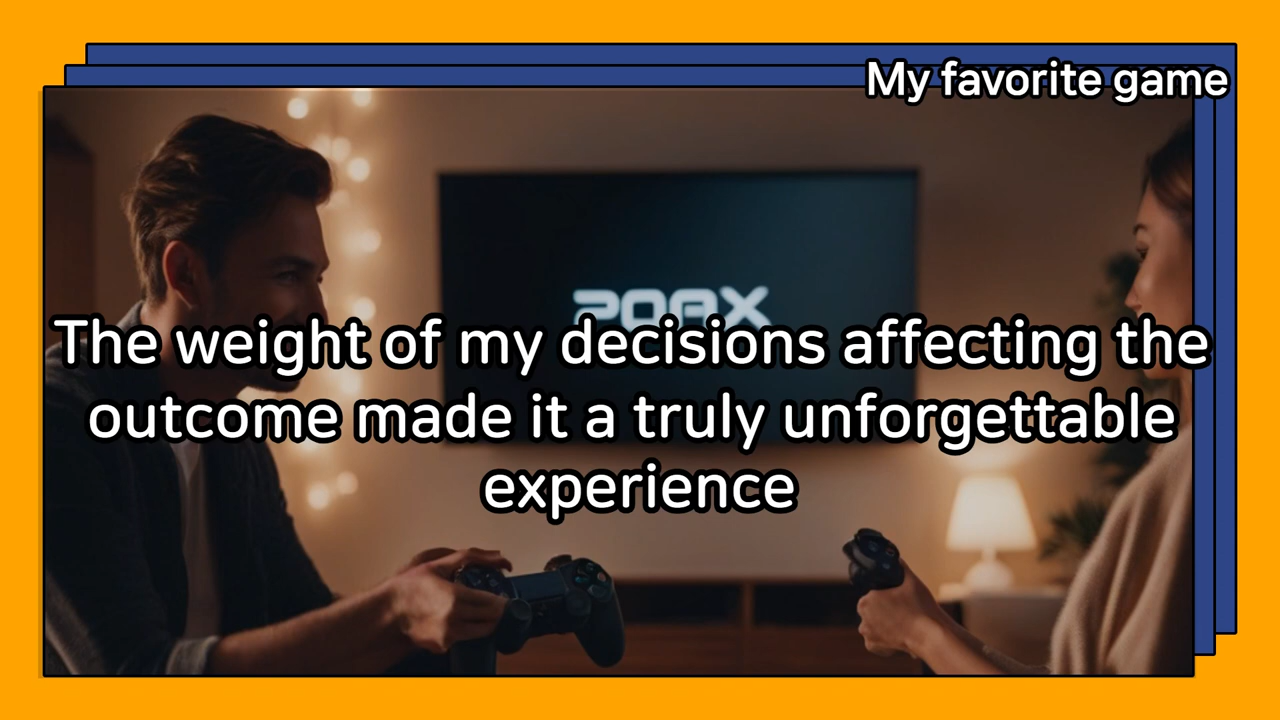 My favorite game
The weight of my decisions affecting the
outcome made it a truly unforgettable
experience